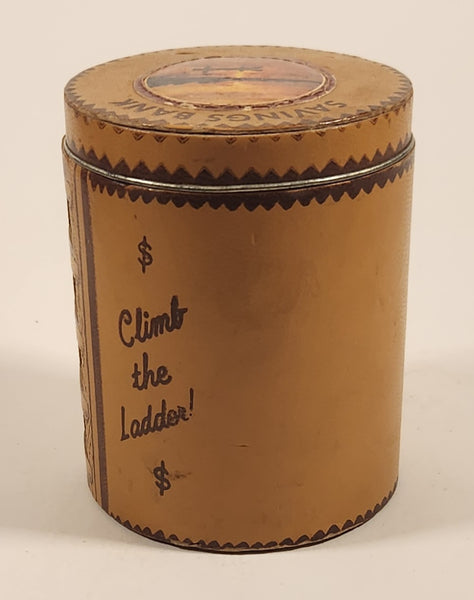 SAVINGS BANK
$
Climb
the
Ladder!
$